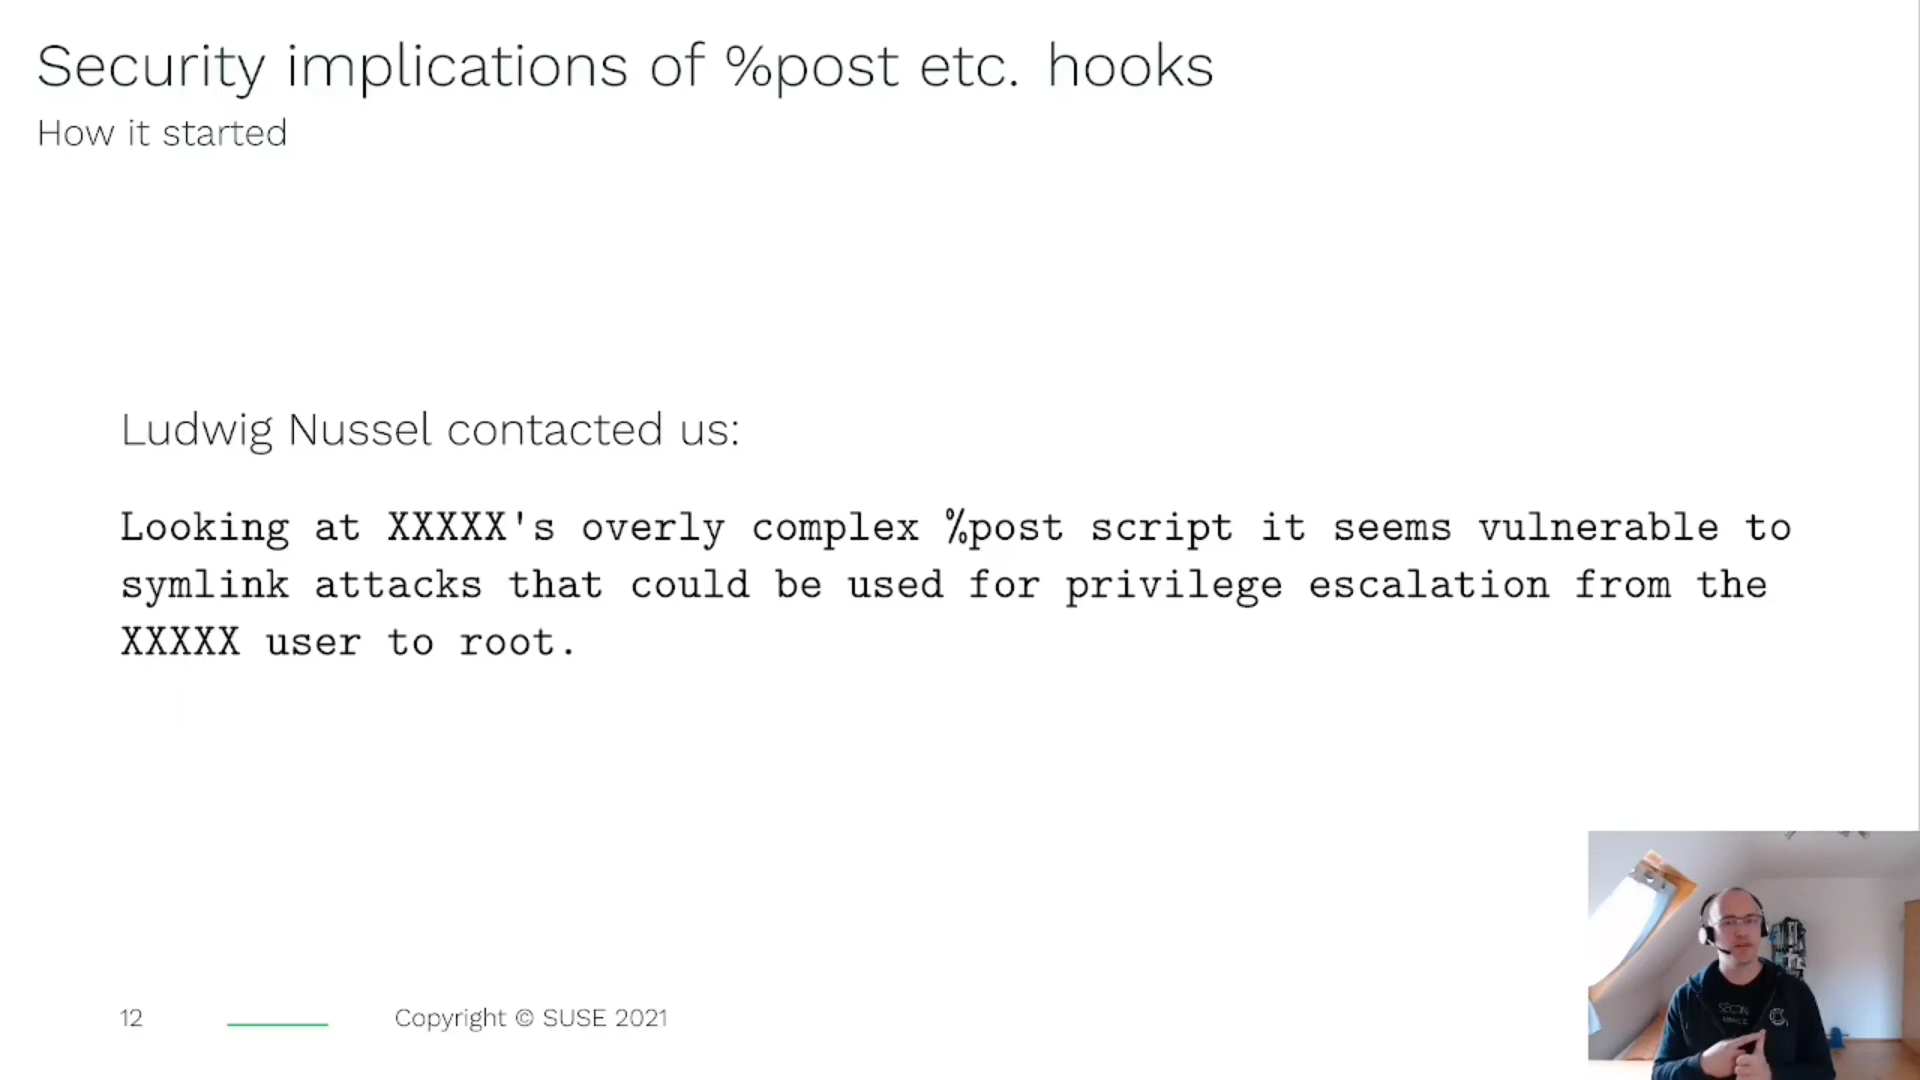 Security implications of %post etc. hooks
How it started
Ludwig Nussel contacted us:
Looking at XXXXX's overly complex %post script it seems vulnerable to
symlink attacks that could be used for privilege escalation from the
XXXXX user to root.
12
Copyright © SUSE 2021